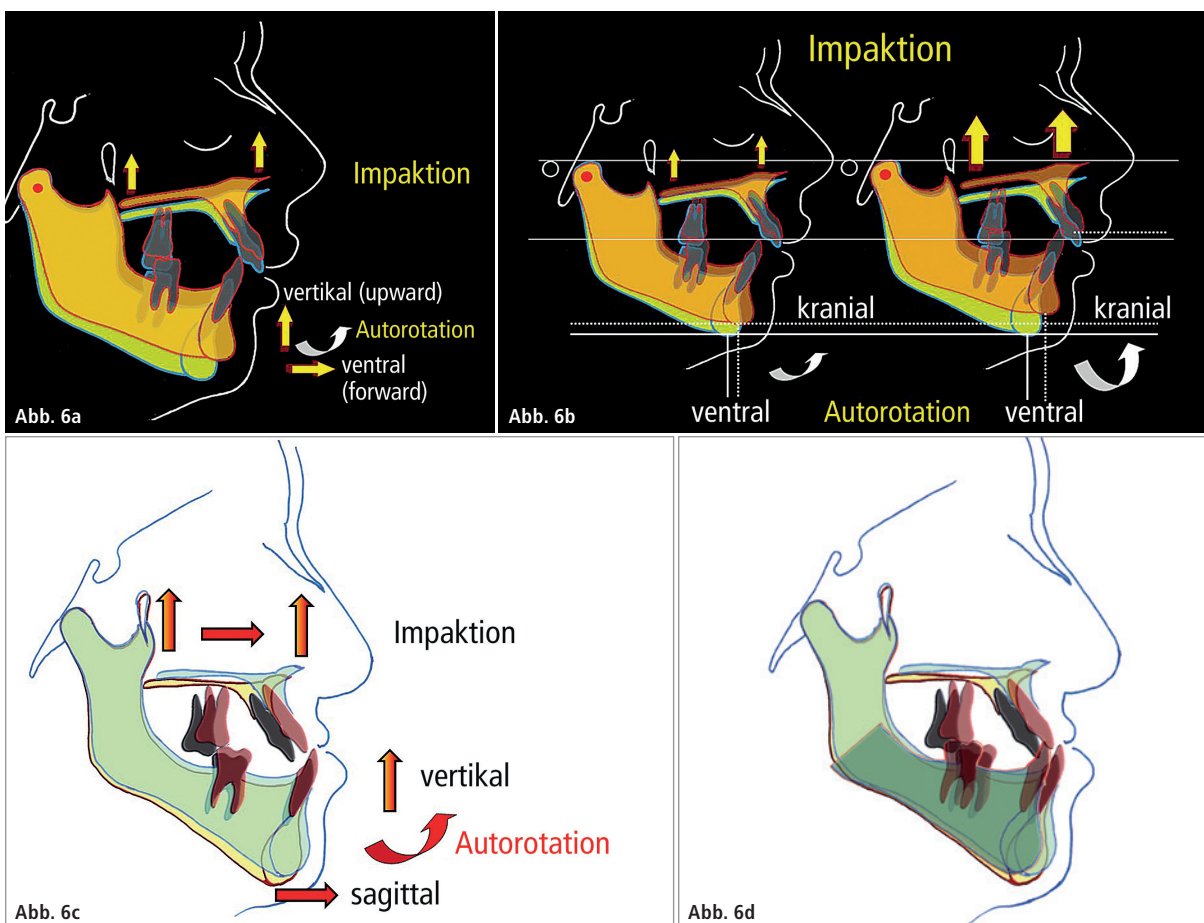 Impaktion
vertikal (upward)
Autorotation
ventral
(forward)
Abb. 6a
Impaktion
kranial
kranial
ventral
Autorotation
ventral
Abb. 6b
Impaktion
vertikal
Autorotation
sagittal
Abb. 6c
Abb. 6d